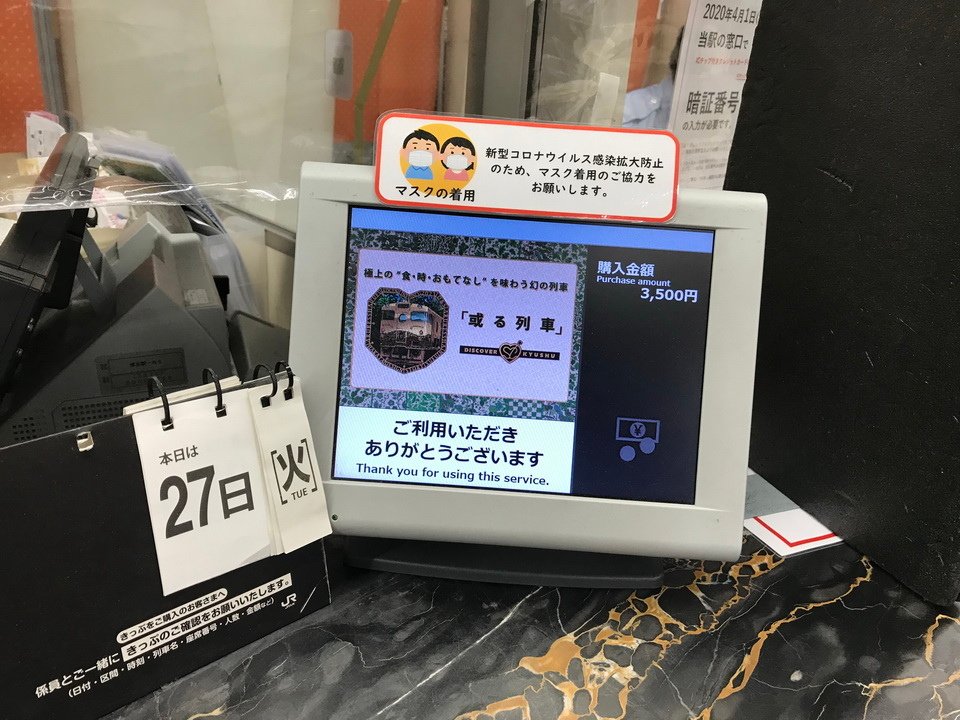 2020年4月1日
当駅の窓口で
暗証番号
の入力が必要です
新型コロナウイルス感染拡大防止
のため、マスク着用のご協力を
お願いします。
マスクの着用
極上の"食・時・おもてなし"を味わう幻の列車
「或る列車」
DISCOVER KYUSHU
購入金額
Purchase amount
3,500円
ご利用いただき
ありがとうございます
Thank you for using this service.
本日は
27日
[火]
TUE
きっぷをご購入のお客さまへ
係員とご一緒にきっぷのご確認をお願いいたします。
(日付・区間・時刻・列車名・座席番号・人数・金額など)
JR